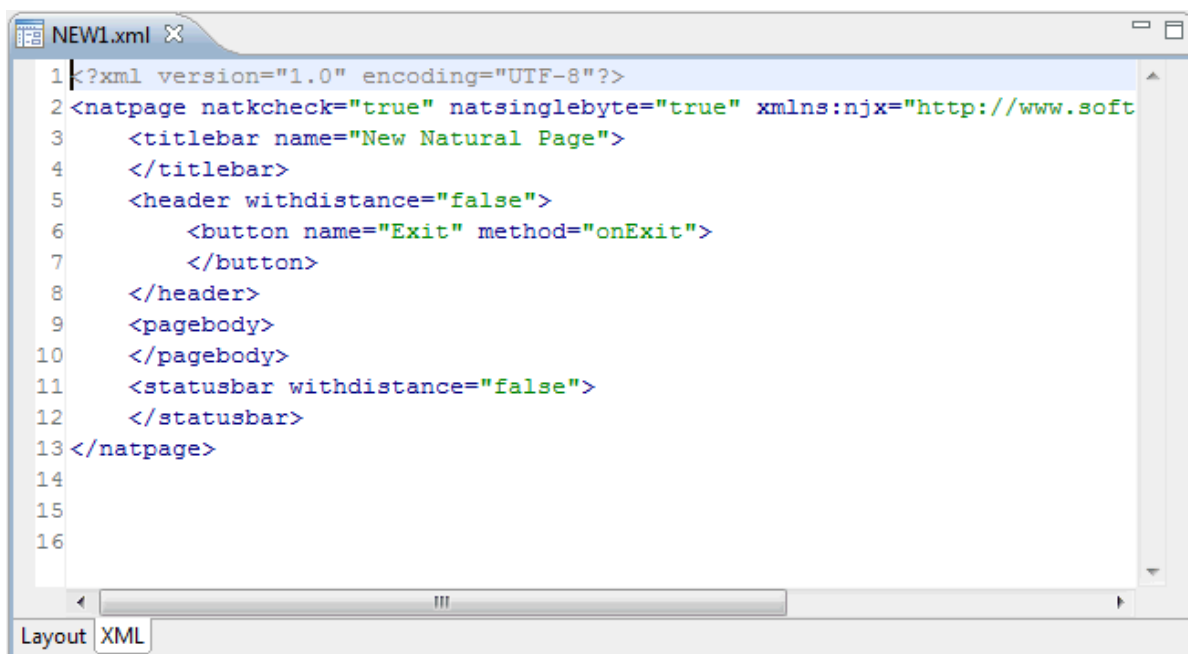 NEW1.xml
1 <?xml version="1.0" encoding="UTF-8"?>
2 <natpage natkcheck="true" natsinglebyte="true" xmlns:njx="http://www.soft
3     <titlebar name="New Natural Page">
4     </titlebar>
5     <header withdistance="false">
6         <button name="Exit" method="onExit">
7         </button>
8     </header>
9     <pagebody>
10     </pagebody>
11     <statusbar withdistance="false">
12     </statusbar>
13 </natpage>
14
15
16
Layout XML